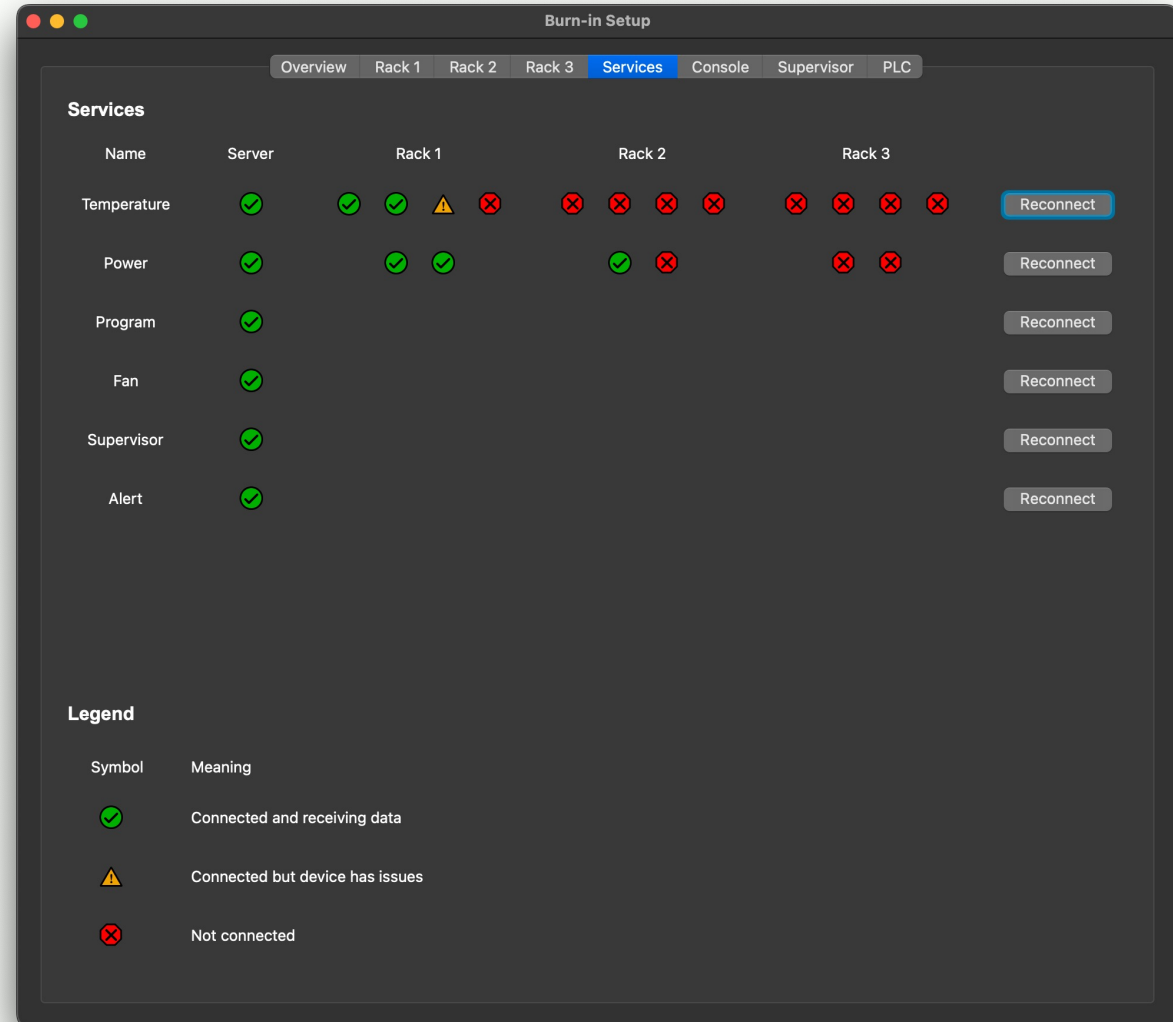 Burn-in Setup
Overview Rack 1 Rack 2 Rack 3 Services Console Supervisor PLC
Services
Name Server Rack 1 Rack 2 Rack 3
Temperature Reconnect
Power Reconnect
Program Reconnect
Fan Reconnect
Supervisor Reconnect
Alert Reconnect
Legend
Symbol Meaning
Connected and receiving data
Connected but device has issues
Not connected